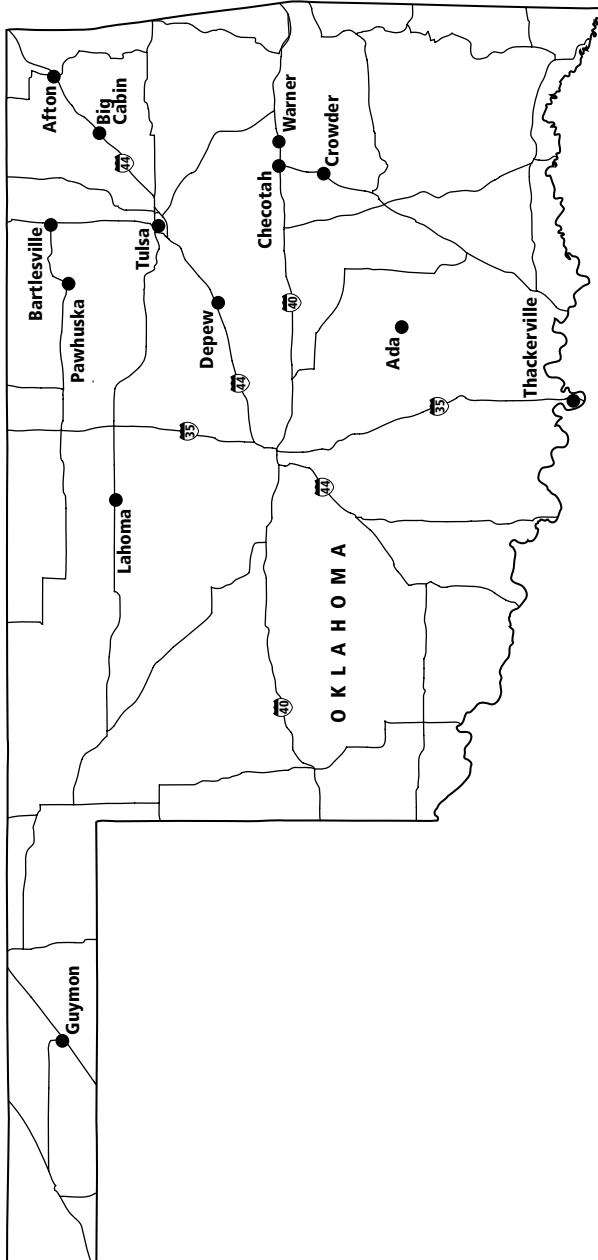 Bartlesville
Afton
Guymon
Pawhuska
Big
Cabin
44
Lahoma
Tulsa
35
Depew
44
Checotah
40
40
Warner
44
Crowder
OKLAHOMA
Ada
35
Thackerville